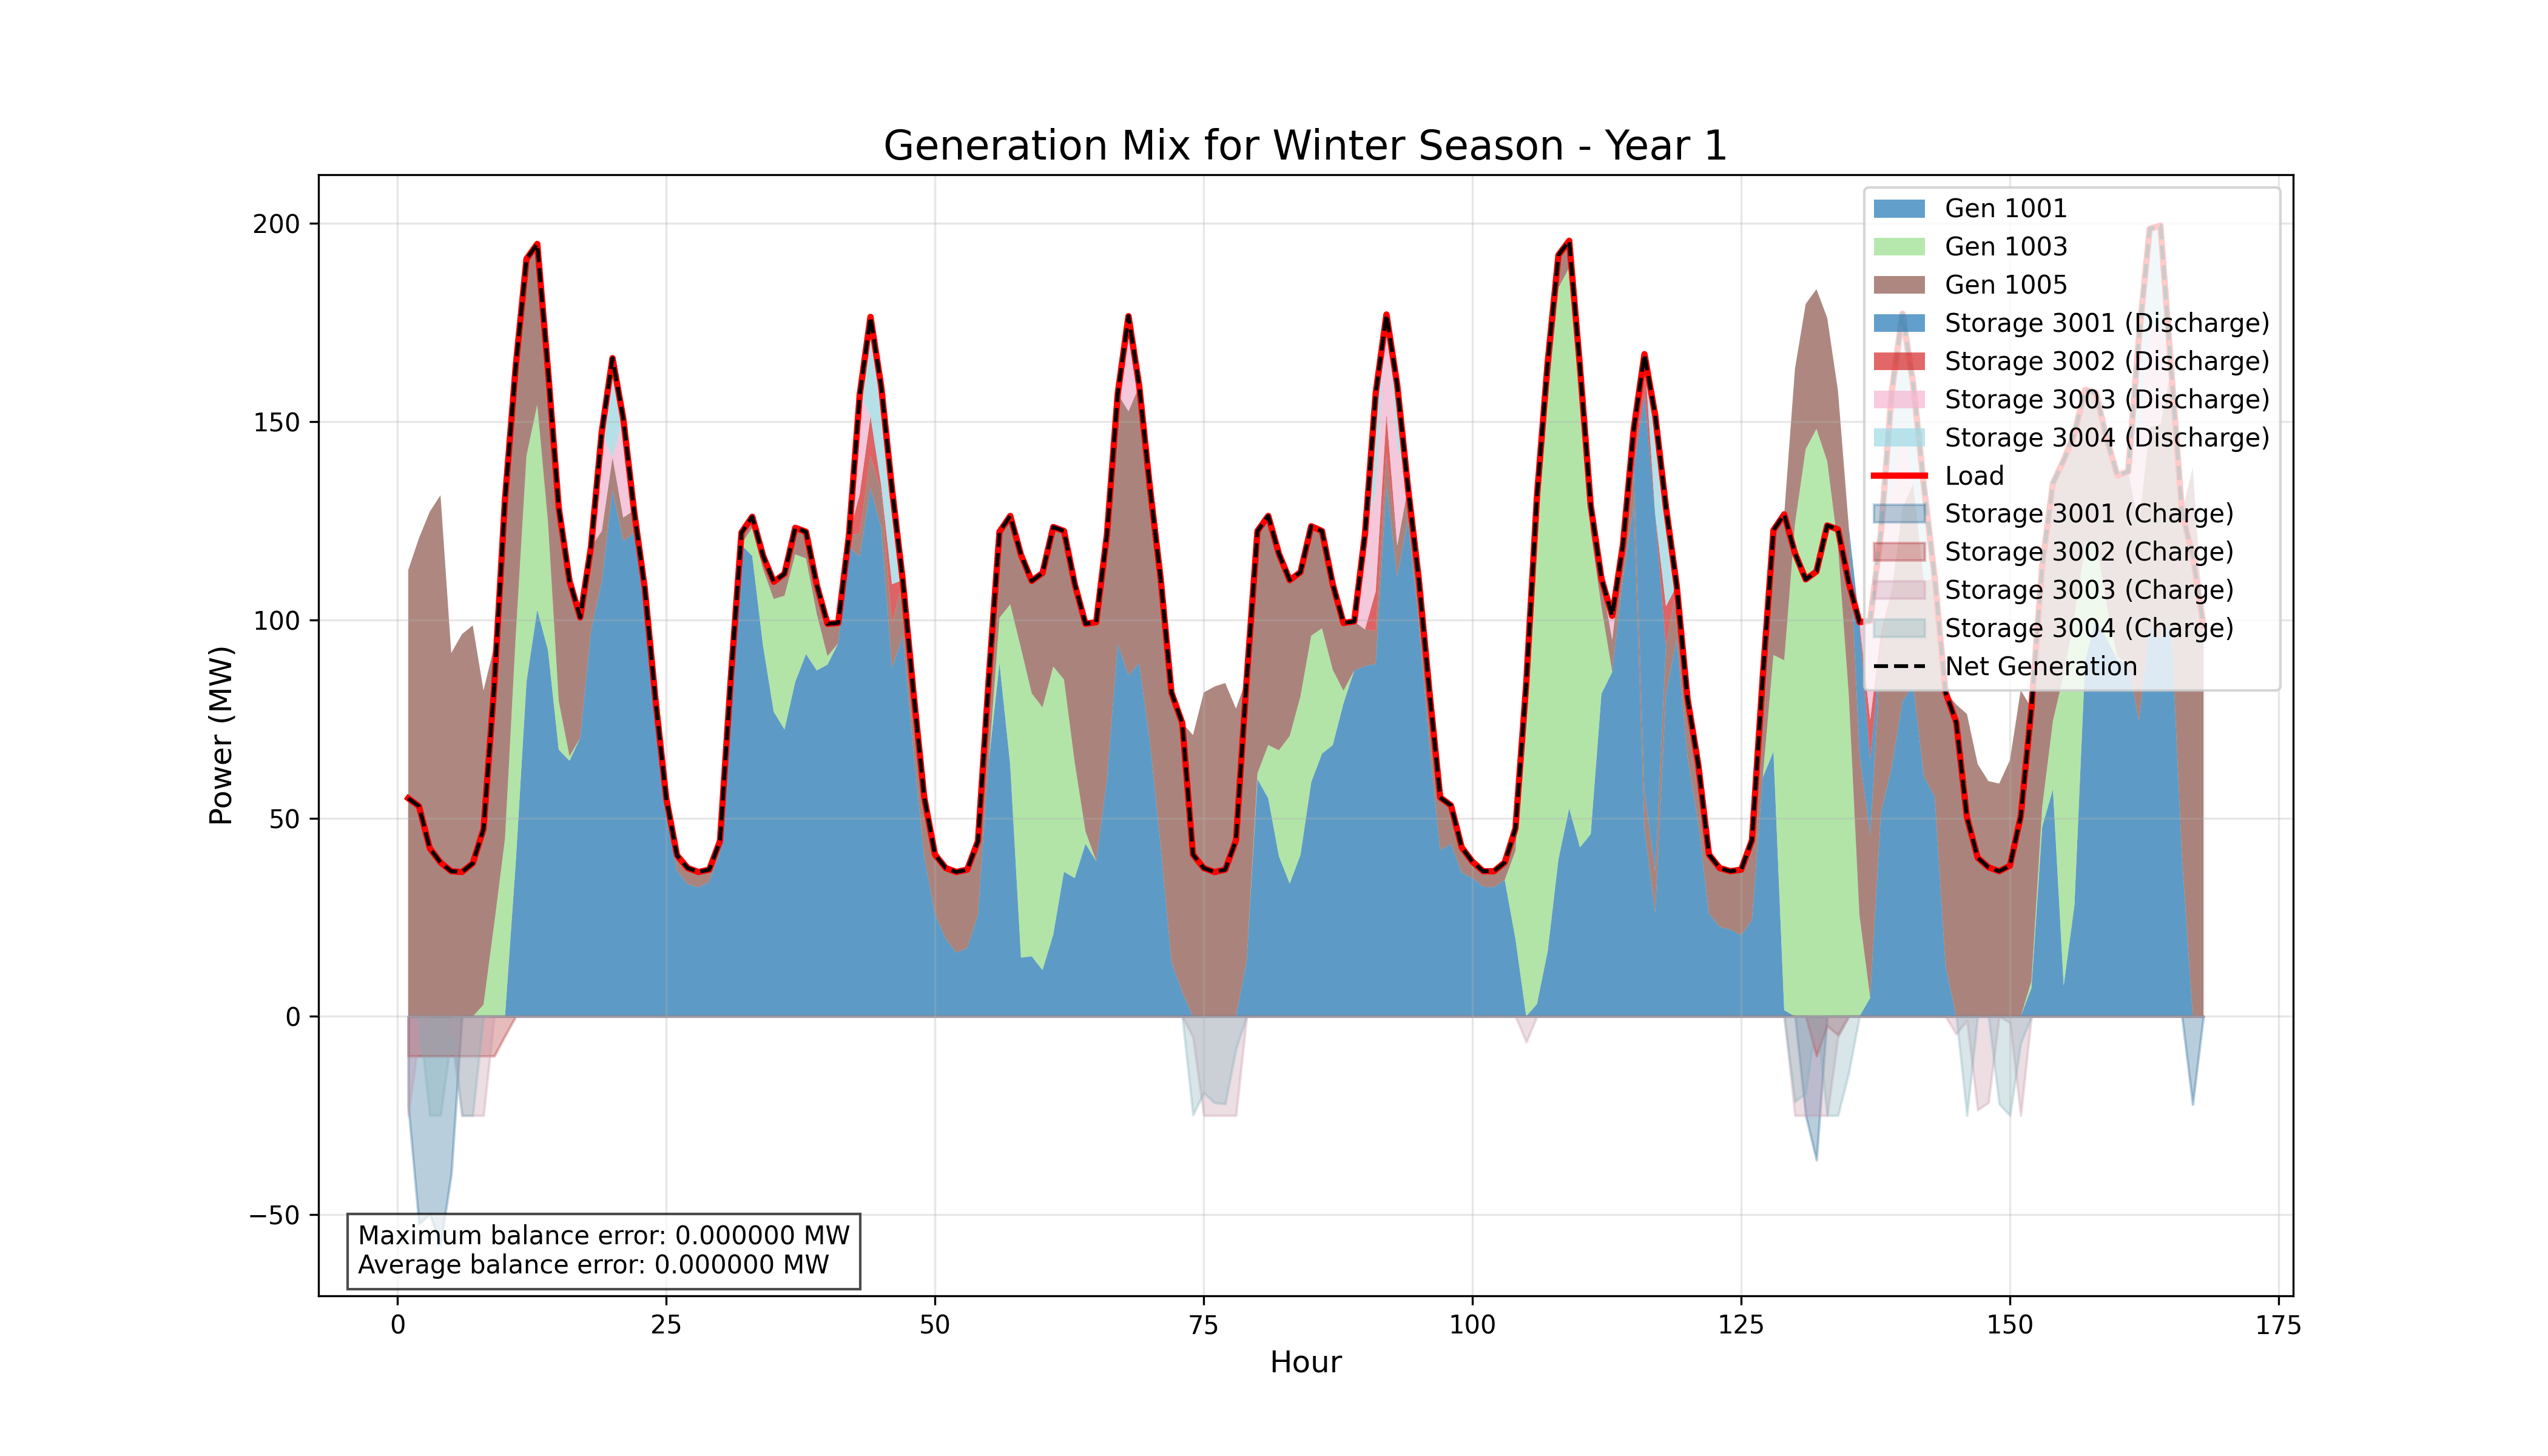 Generation Mix for Winter Season - Year 1
Power (MW)
200
150
100
50
0
−50
Gen 1001
Gen 1003
Gen 1005
Storage 3001 (Discharge)
Storage 3002 (Discharge)
Storage 3003 (Discharge)
Storage 3004 (Discharge)
Load
Storage 3001 (Charge)
Storage 3002 (Charge)
Storage 3003 (Charge)
Storage 3004 (Charge)
Net Generation
Maximum balance error: 0.000000 MW
Average balance error: 0.000000 MW
0 25 50 75 100 125 150 175
Hour